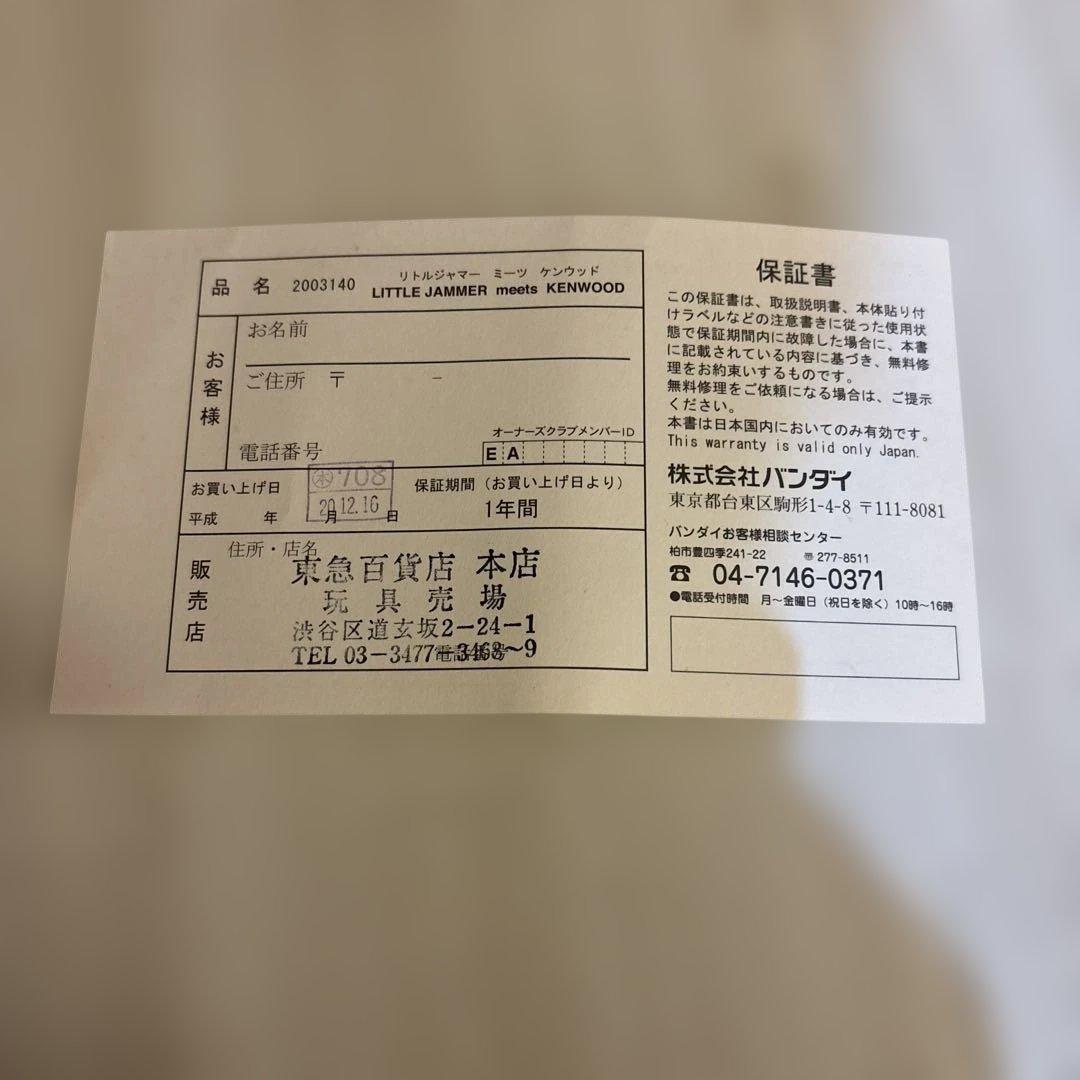 品 名 2003140 リトルジャマー ミーツ ケンウッド
LITTLE JAMMER meets KENWOOD
お客様
お名前
ご住所 〒 −
オーナーズクラブメンバーID
電話番号
E A
お買い上げ日
平成 年 月 日
㊍708
20.12.16
保証期間（お買い上げ日より）
1年間
販売店
住所・店名
東急百貨店 本店
玩具売場
渋谷区道玄坂2−24−1
TEL 03−3477−3468〜9
電話番号
保証書
この保証書は、取扱説明書、本体貼り付
けラベルなどの注意書きに従った使用状
態で保証期間内に故障した場合に、本書
に記載されている内容に基づき、無料修
理をお約束いするものです。
無料修理をご依頼になる場合は、ご提示
ください。
本書は日本国内においてのみ有効です。
This warranty is valid only Japan.
株式会社バンダイ
東京都台東区駒形1-4-8 〒111-8081
バンダイお客様相談センター
柏市豊四季241-22 〒277-8511
☎ 04-7146-0371
●電話受付時間 月〜金曜日（祝日を除く）10時〜16時